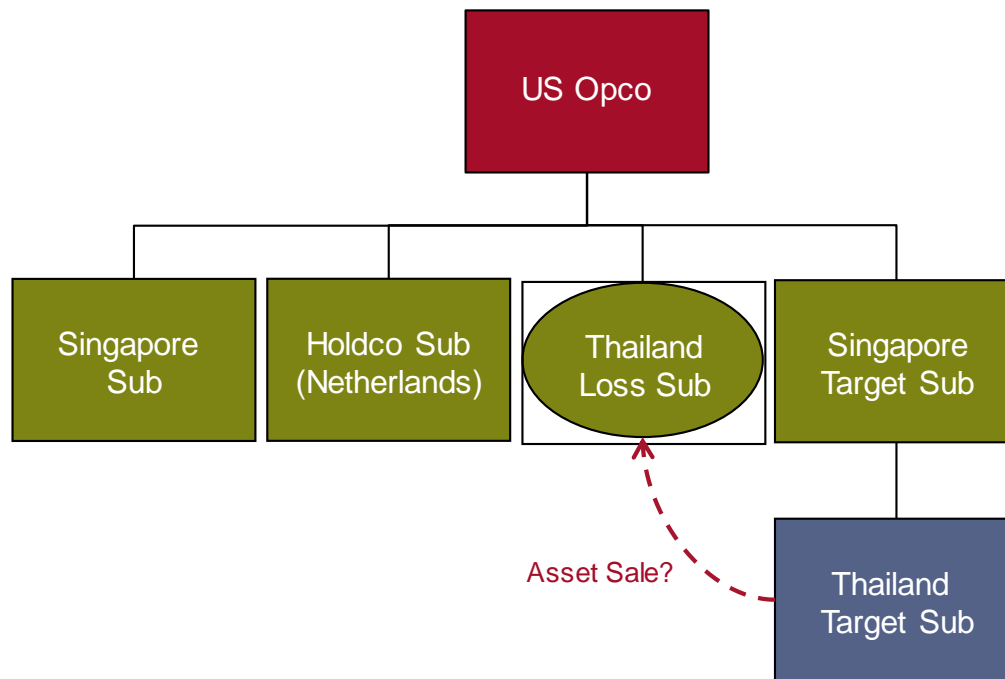 US Opco
Singapore
Sub
Holdco Sub
(Netherlands)
Thailand
Loss Sub
Singapore
Target Sub
Asset Sale?
Thailand
Target Sub